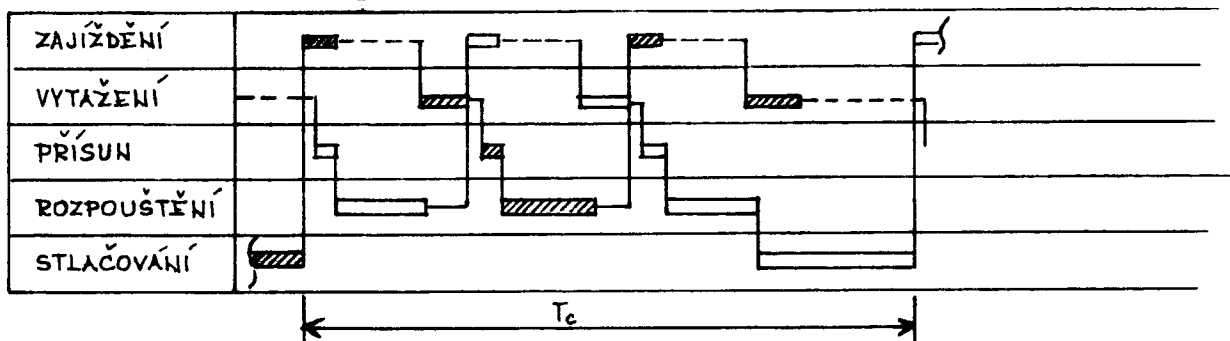 ZAJÍŽDĚNÍ
VYTAŽENÍ
PŘÍSUN
ROZPOUŠTĚNÍ
STLAČOVÁNÍ
Tc